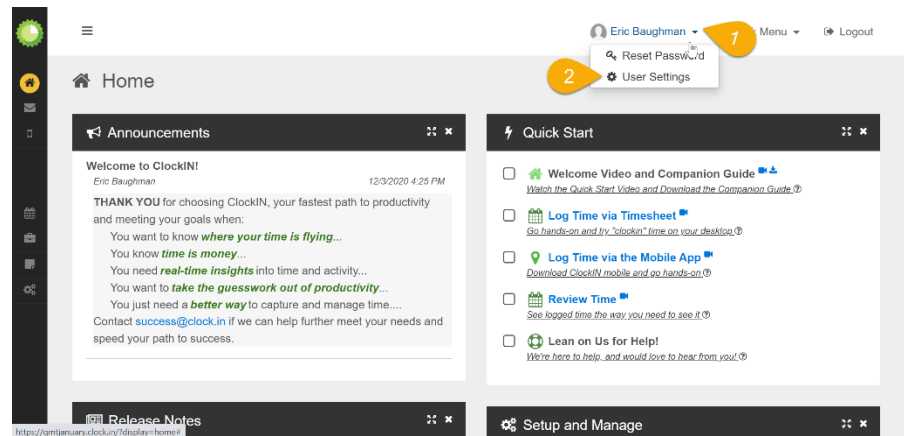 Eric Baughman
1
Menu
Logout
Reset Password
2
User Settings
Home
Announcements
Welcome to ClockIN!
Eric Baughman
12/3/2020 4:25 PM
THANK YOU for choosing ClockIN, your fastest path to productivity
and meeting your goals when:
You want to know where your time is flying...
You know time is money...
You need real-time insights into time and activity...
You want to take the guesswork out of productivity...
You just need a better way to capture and manage time....
Contact success@clock.in if we can help further meet your needs and
speed your path to success.
Quick Start
Welcome Video and Companion Guide
Watch the Quick Start Video and Download the Companion Guide
Log Time via Timesheet
Go hands-on and try "clockin" time on your desktop
Log Time via the Mobile App
Download ClockIN mobile and go hands-on
Review Time
See logged time the way you need to see it
Lean on Us for Help!
We're here to help, and would love to hear from you!
Release Notes
Setup and Manage
https://qmtjanuary.clock.in/?display=home#